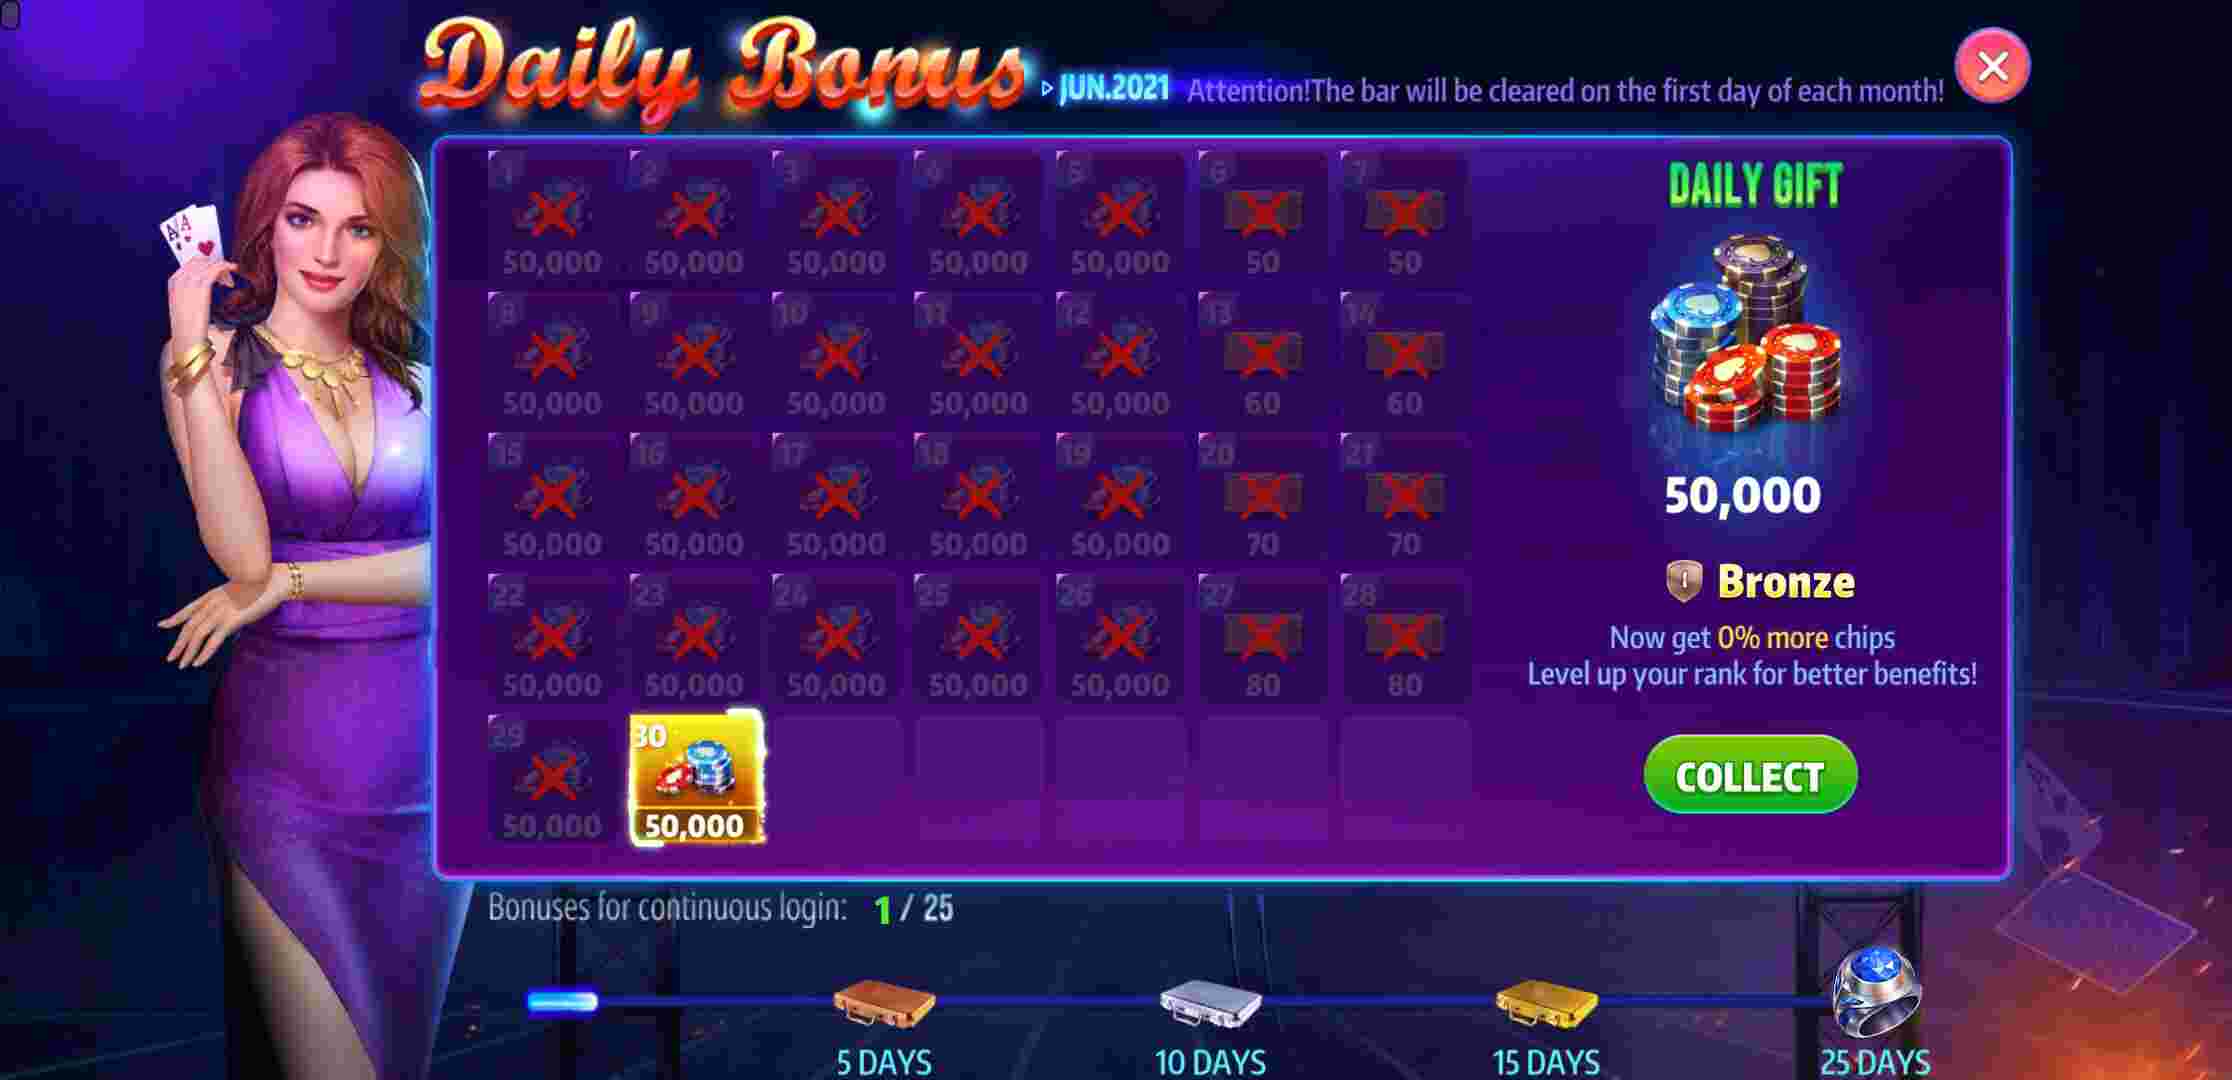 Daily Bonus
JUN.2021
Attention!The bar will be cleared on the first day of each month!
1 2 3 4 5 6 7
50,000 50,000 50,000 50,000 50,000 50 50
8 9 10 11 12 13 14
50,000 50,000 50,000 50,000 50,000 60 60
15 16 17 18 19 20 21
50,000 50,000 50,000 50,000 50,000 70 70
22 23 24 25 26 27 28
50,000 50,000 50,000 50,000 50,000 80 80
29 30
50,000 50,000
DAILY GIFT
50,000
Bronze
Now get 0% more chips
Level up your rank for better benefits!
COLLECT
Bonuses for continuous login: 1 / 25
5 DAYS 10 DAYS 15 DAYS 25 DAYS